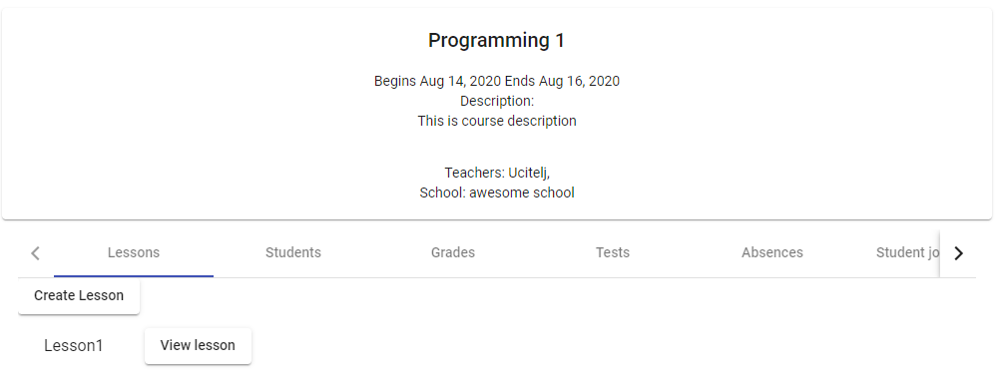 Programming 1
Begins Aug 14, 2020 Ends Aug 16, 2020
Description:
This is course description
Teachers: Ucitelj,
School: awesome school
Lessons Students Grades Tests Absences Student jo
Create Lesson
Lesson1 View lesson